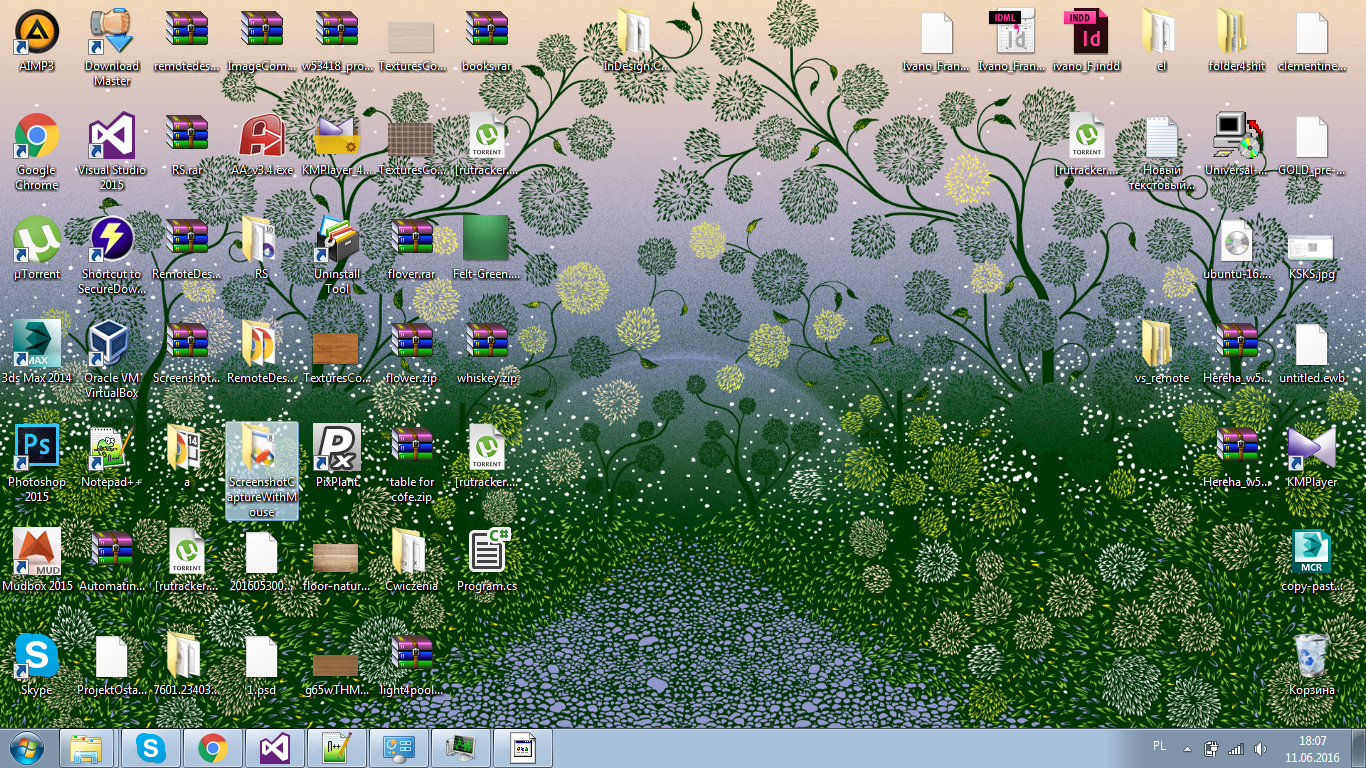 AIMP3
Download
Master
remotedes...
ImageCom...
w53418_pro...
TexturesCo...
books.rar
InDesign.C...
Ivano_Fran...
IDML
Id
Ivano_Fran...
INDD
Id
ivano_F.indd
el
folder4shit
clementine...
Google
Chrome
Visual Studio
2015
RS.rar
AA_v3.4.exe
KMPlayer_4...
TexturesCo...
TORRENT
[rutracker....
TORRENT
[rutracker....
Новый
текстовый...
Universal-...
GOLD_pre-...
µTorrent
Shortcut to
SecureDow...
RemoteDes...
RS
Uninstall
Tool
flover.rar
Felt-Green....
ubuntu-16....
KSKS.jpg
MAX
3ds Max 2014
Oracle VM
VirtualBox
Screenshot...
RemoteDes...
TexturesCo...
flower.zip
whiskey.zip
vs_remote
Hereha_w5...
untitled.ewb
Ps
Photoshop
2015
Notepad++
14
a
8
ScreenshotC
aptureWithM
ouse
Px
PixPlant
table for
cofe.zip
TORRENT
[rutracker....
Hereha_w5...
KMPlayer
MUD
Mudbox 2015
Automatin...
TORRENT
[rutracker....
201605300...
floor-natur...
Cwiczenia
C#
Program.cs
MCR
copy-past...
S
Skype
ProjektOsta...
7601.23403...
1.psd
g65wTHM...
light4pool...
Корзина
PL
18:07
11.06.2016